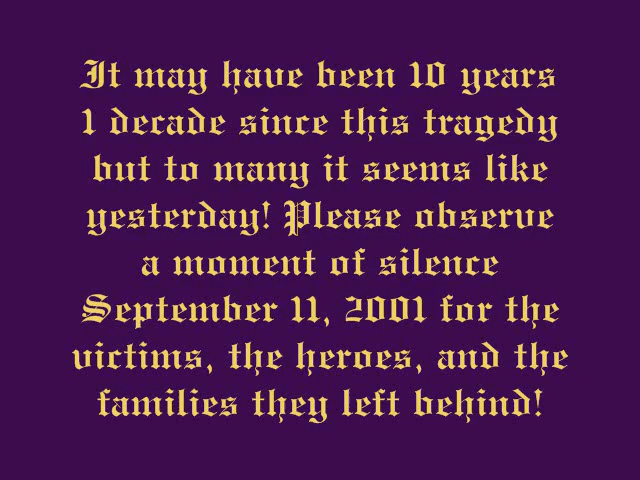 It may have been 10 years
1 decade since this tragedy
but to many it seems like
yesterday! Please observe
a moment of silence
September 11, 2001 for the
victims, the heroes, and the
families they left behind!